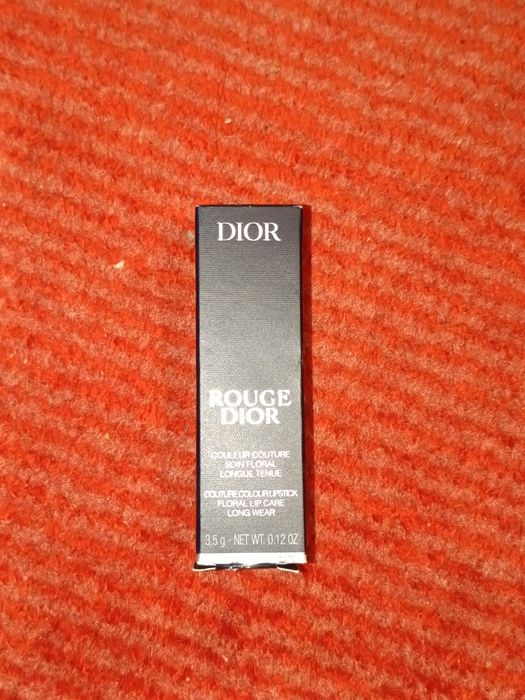 DIOR
ROUGE
DIOR
COULEUR COUTURE
SOIN FLORAL
LONGUE TENUE
COUTURE COLOUR LIPSTICK
FLORAL LIP CARE
LONG WEAR
3,5 g - NET WT. 0.12 OZ